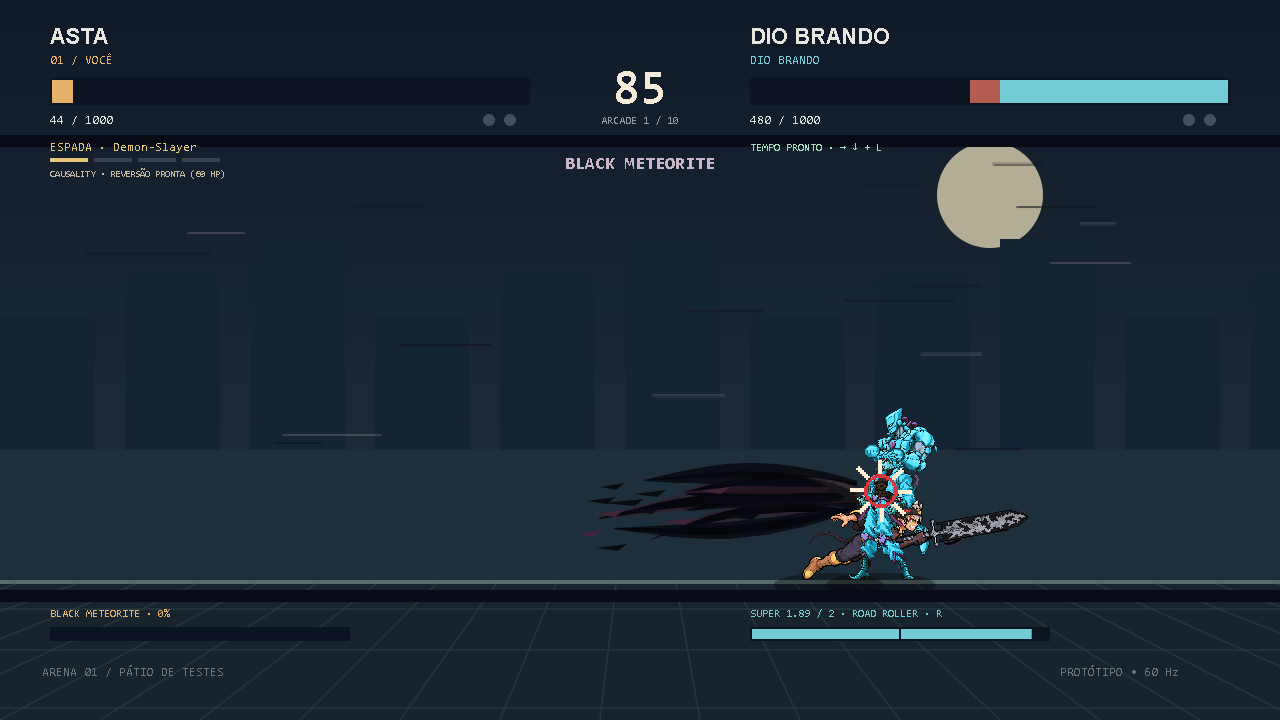 ASTA
01 / VOCÊ
44 / 1000
ESPADA · Demon-Slayer
CAUSALITY · REVERSÃO PRONTA (60 HP)
85
ARCADE 1 / 10
BLACK METEORITE
DIO BRANDO
DIO BRANDO
480 / 1000
TEMPO PRONTO · → ↓ + L
BLACK METEORITE · 0%
SUPER 1.89 / 2 · ROAD ROLLER · R
ARENA 01 / PÁTIO DE TESTES
PROTÓTIPO • 60 Hz